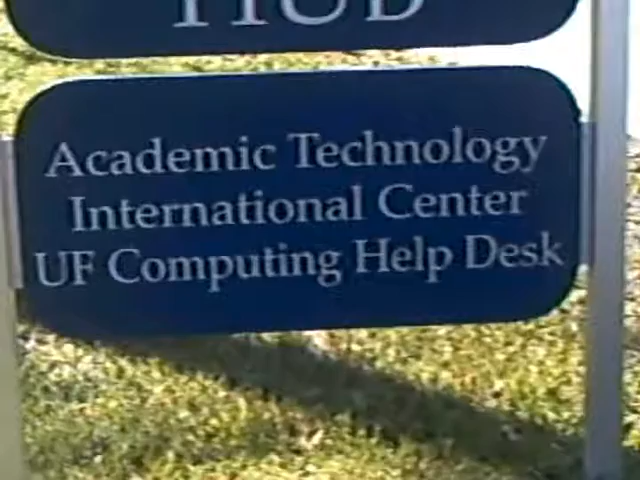 HUB
Academic Technology
International Center
UF Computing Help Desk